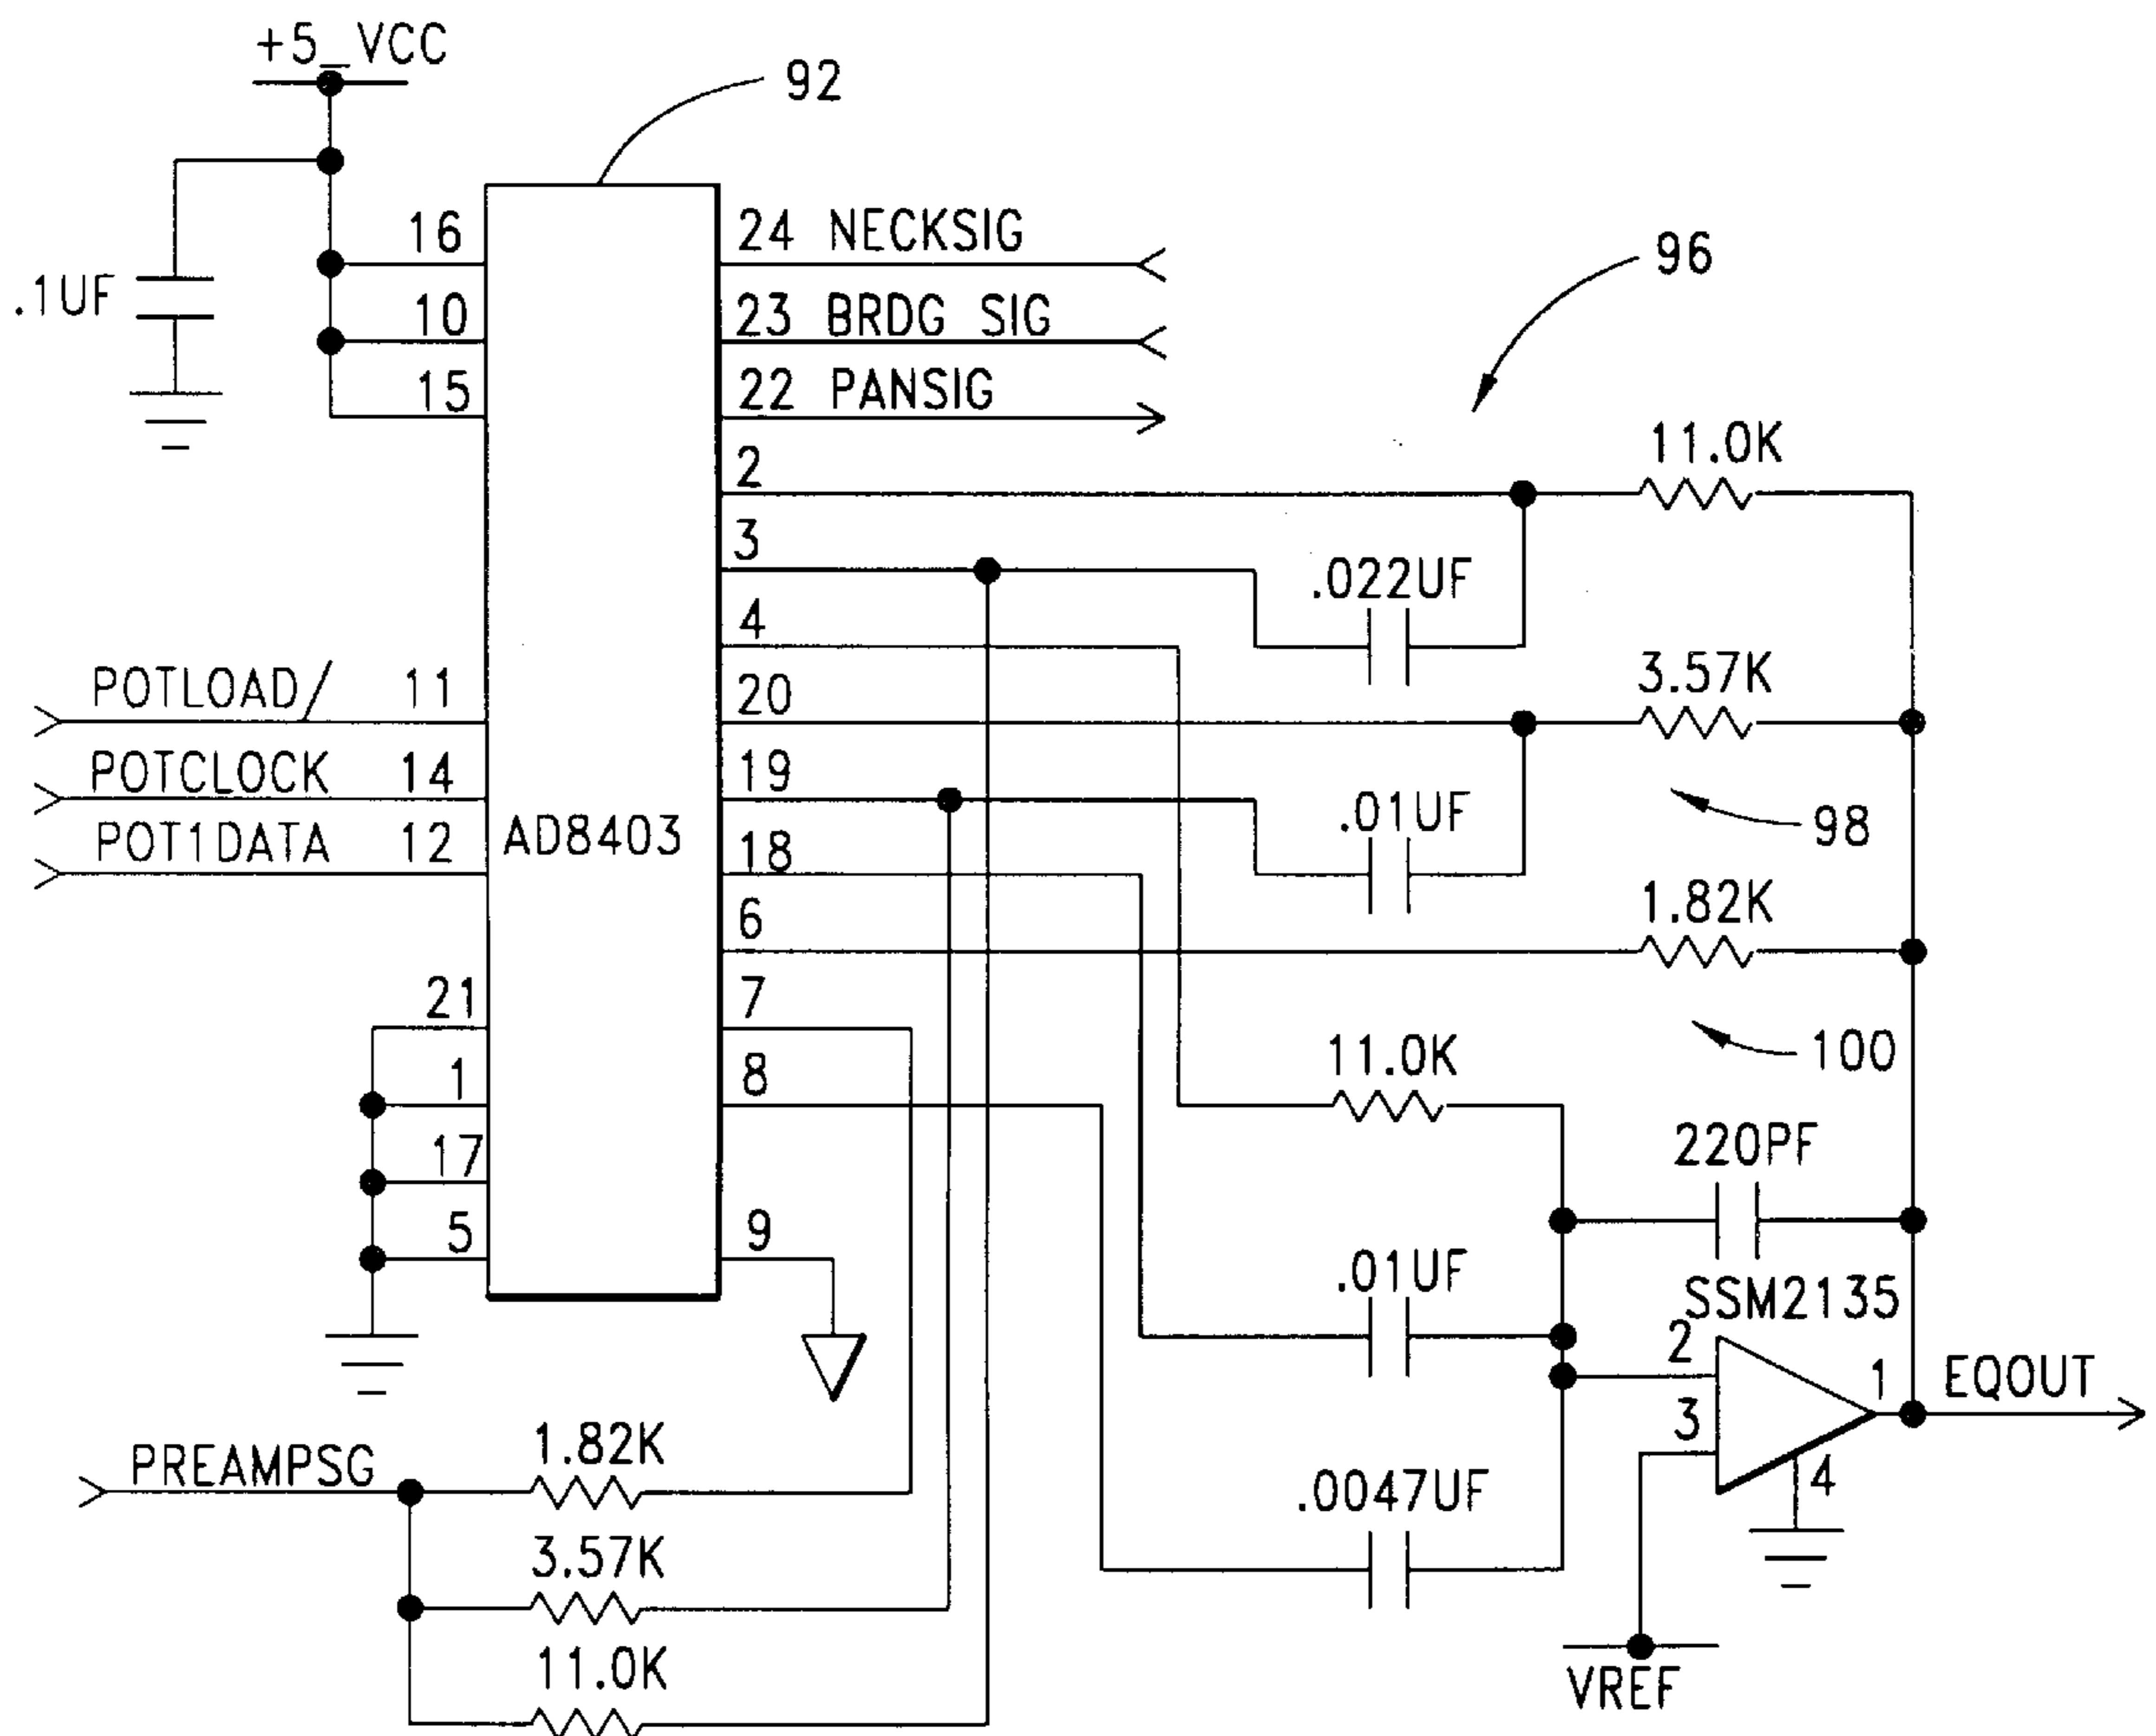 +5_VCC
92
16
24 NECKSIG
96
.1UF
10
23 BRDG SIG
15
22 PANSIG
2
11.0K
3
.022UF
4
POTLOAD/ 11
20
3.57K
POTCLOCK 14
19
.01UF
98
POT1DATA 12
AD8403
18
6
1.82K
21
7
100
1
8
11.0K
17
220PF
5
9
.01UF
SSM2135
2
1
EQOUT
3
4
PREAMPSG
1.82K
.0047UF
3.57K
11.0K
VREF